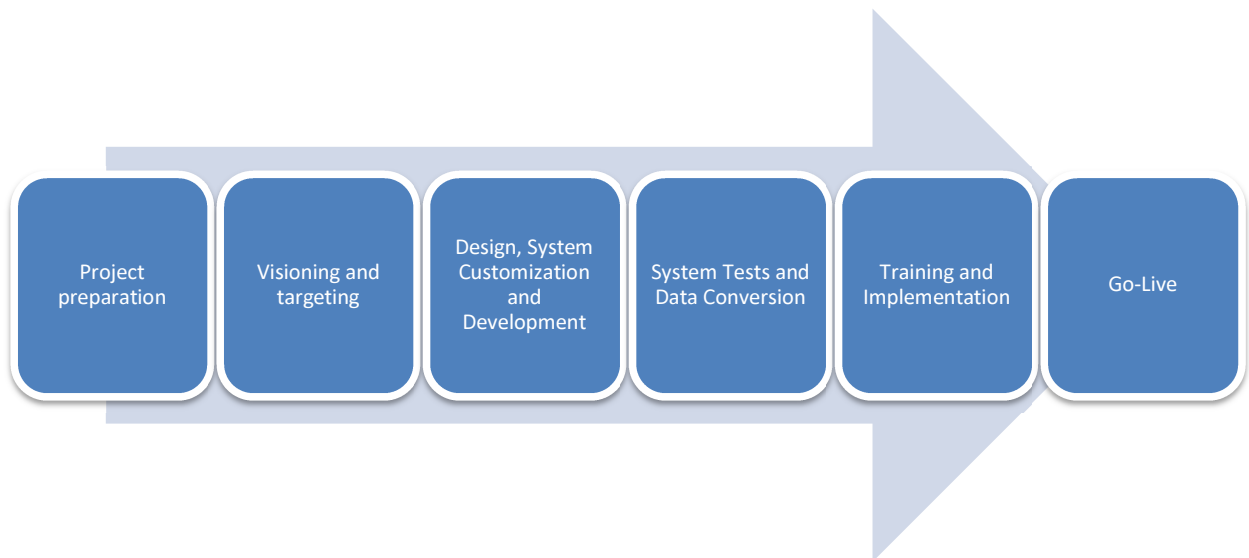 Project
preparation
Visioning and
targeting
Design, System
Customization
and
Development
System Tests and
Data Conversion
Training and
Implementation
Go-Live